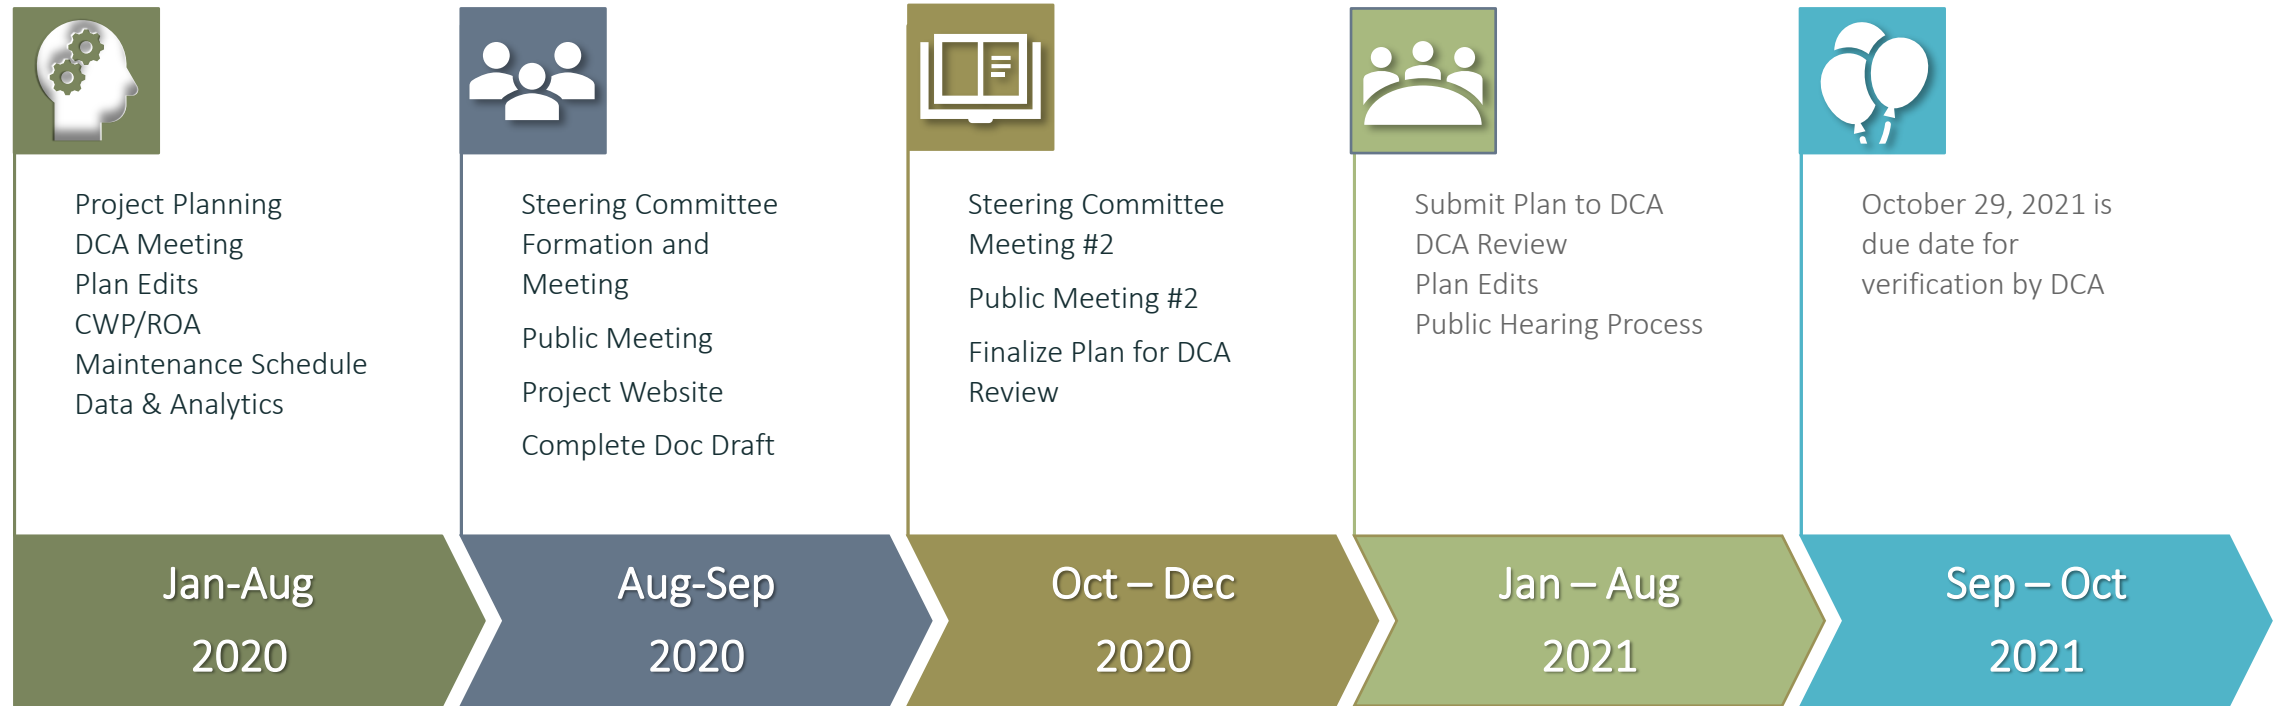 Project Planning
DCA Meeting
Plan Edits
CWP/ROA
Maintenance Schedule
Data & Analytics
Jan-Aug
2020
Steering Committee
Formation and
Meeting
Public Meeting
Project Website
Complete Doc Draft
Aug-Sep
2020
Steering Committee
Meeting #2
Public Meeting #2
Finalize Plan for DCA
Review
Oct – Dec
2020
Submit Plan to DCA
DCA Review
Plan Edits
Public Hearing Process
Jan – Aug
2021
October 29, 2021 is
due date for
verification by DCA
Sep – Oct
2021